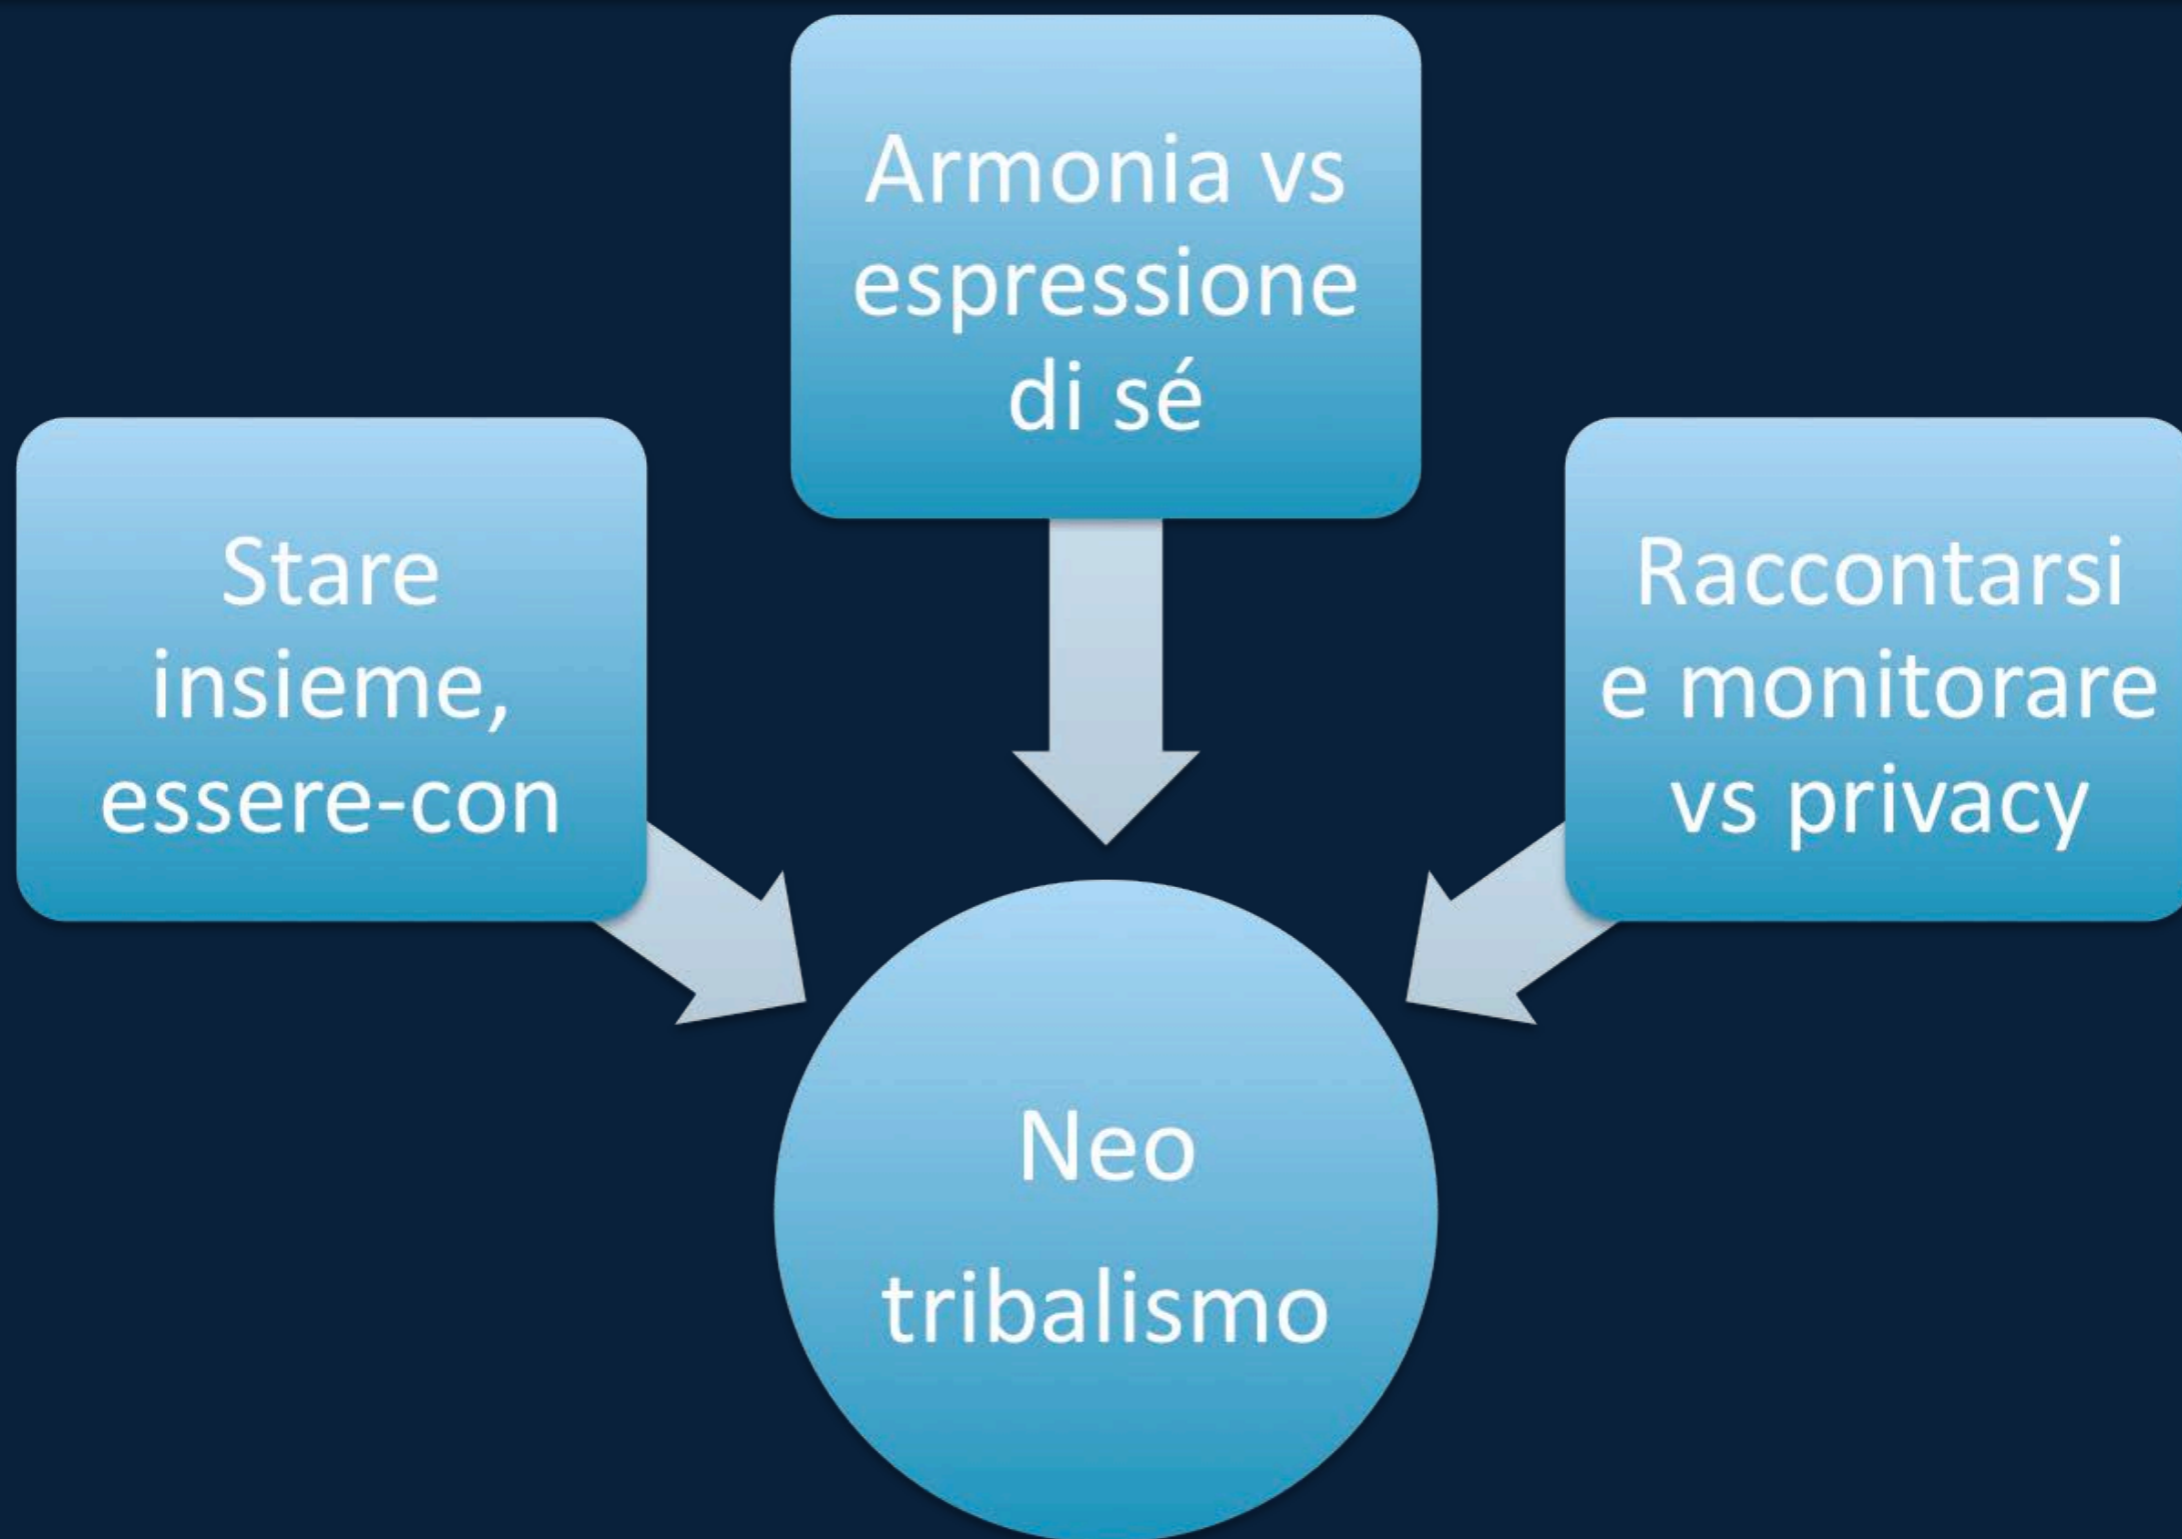 Armonia vs
espressione
di sé
Stare
insieme,
essere-con
Raccontarsi
e monitorare
vs privacy
Neo
tribalismo